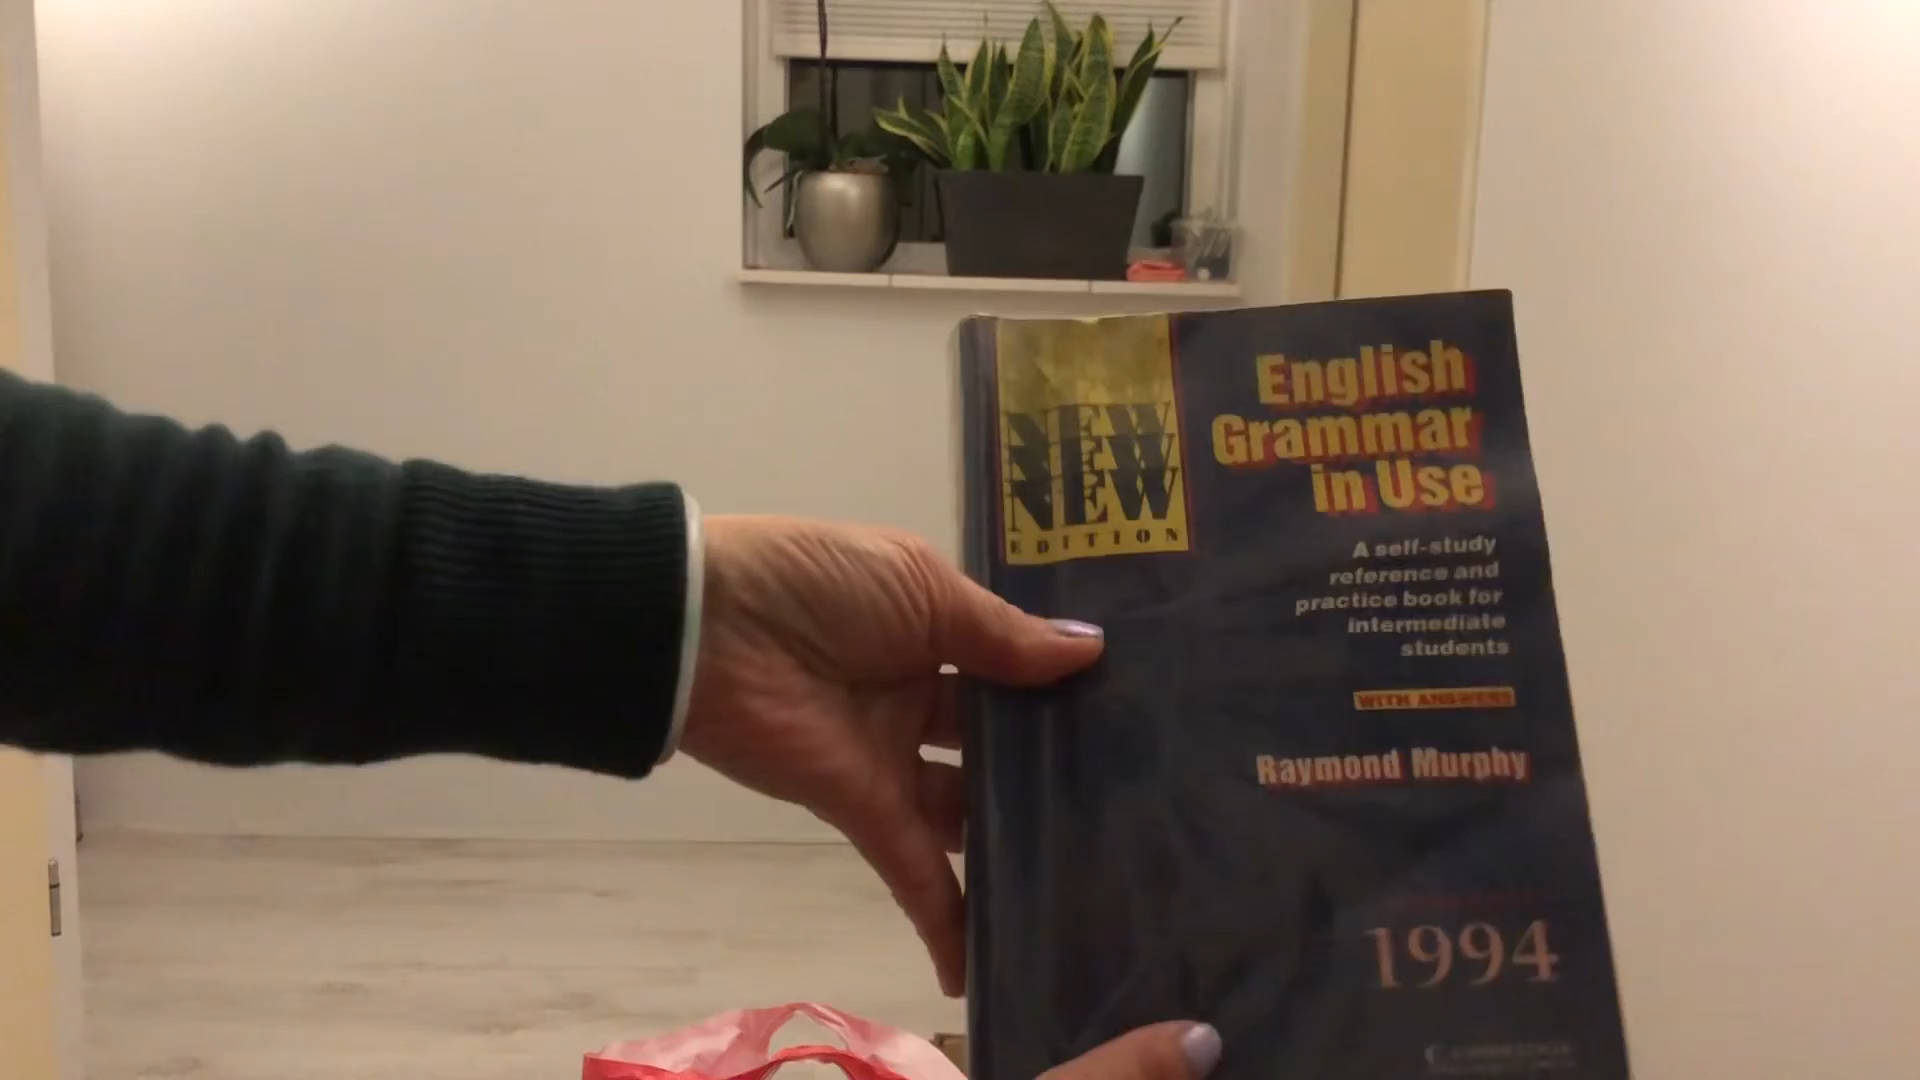 NEW
NEW
NEW
EDITION
English
Grammar
in Use
A self-study
reference and
practice book for
intermediate
students
WITH ANSWERS
Raymond Murphy
1994
CAMBRIDGE